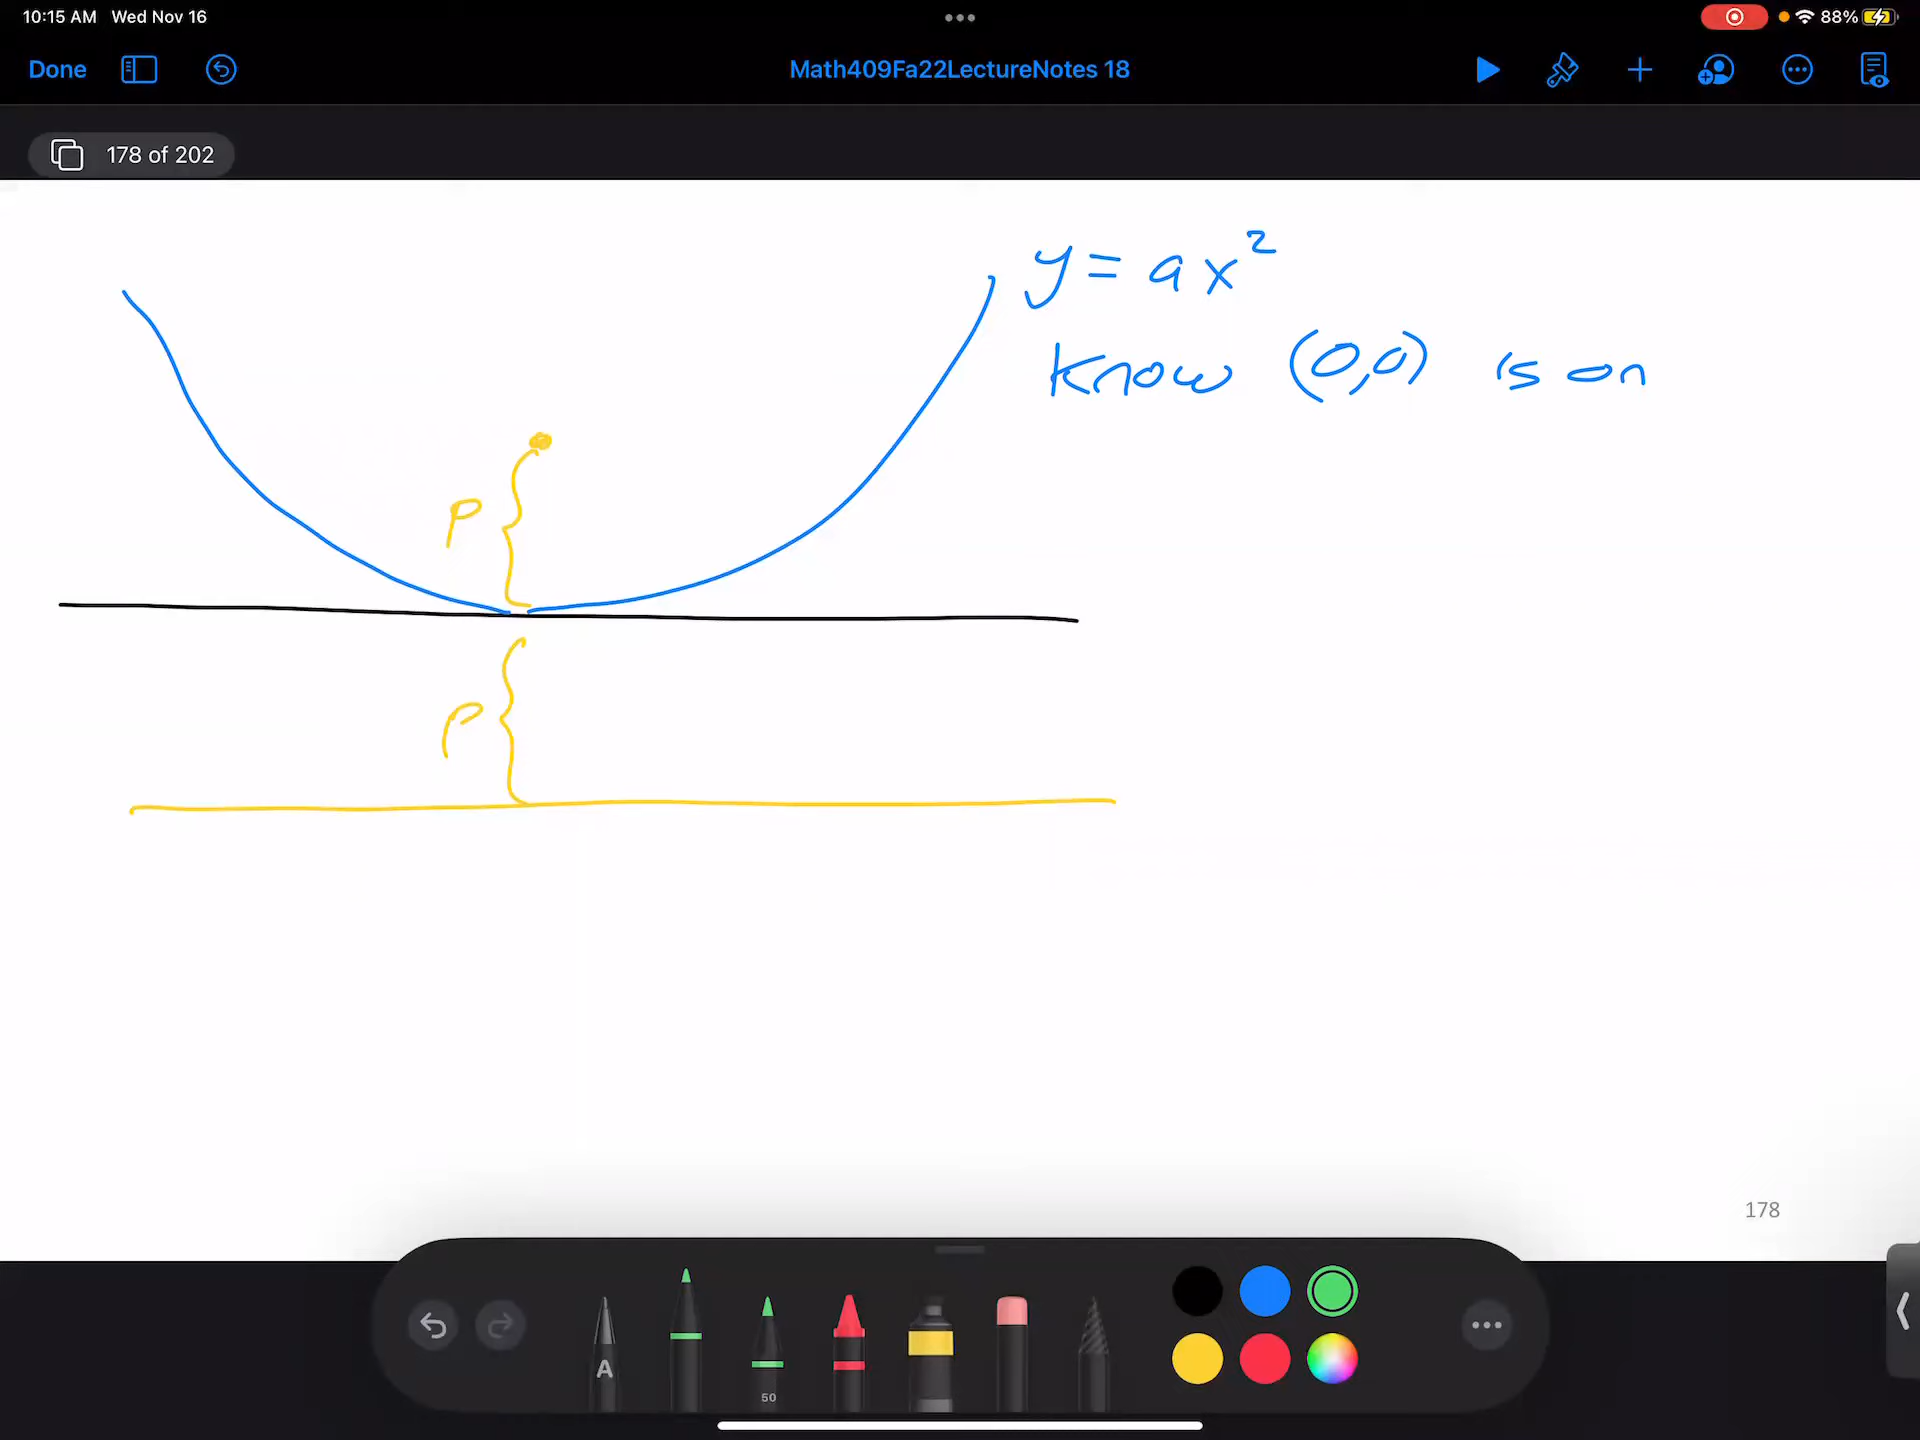 10:15 AM Wed Nov 16
88%
Done
Math409Fa22LectureNotes 18
178 of 202
y = ax²
know (0,0) is on
P
P
178
A
50